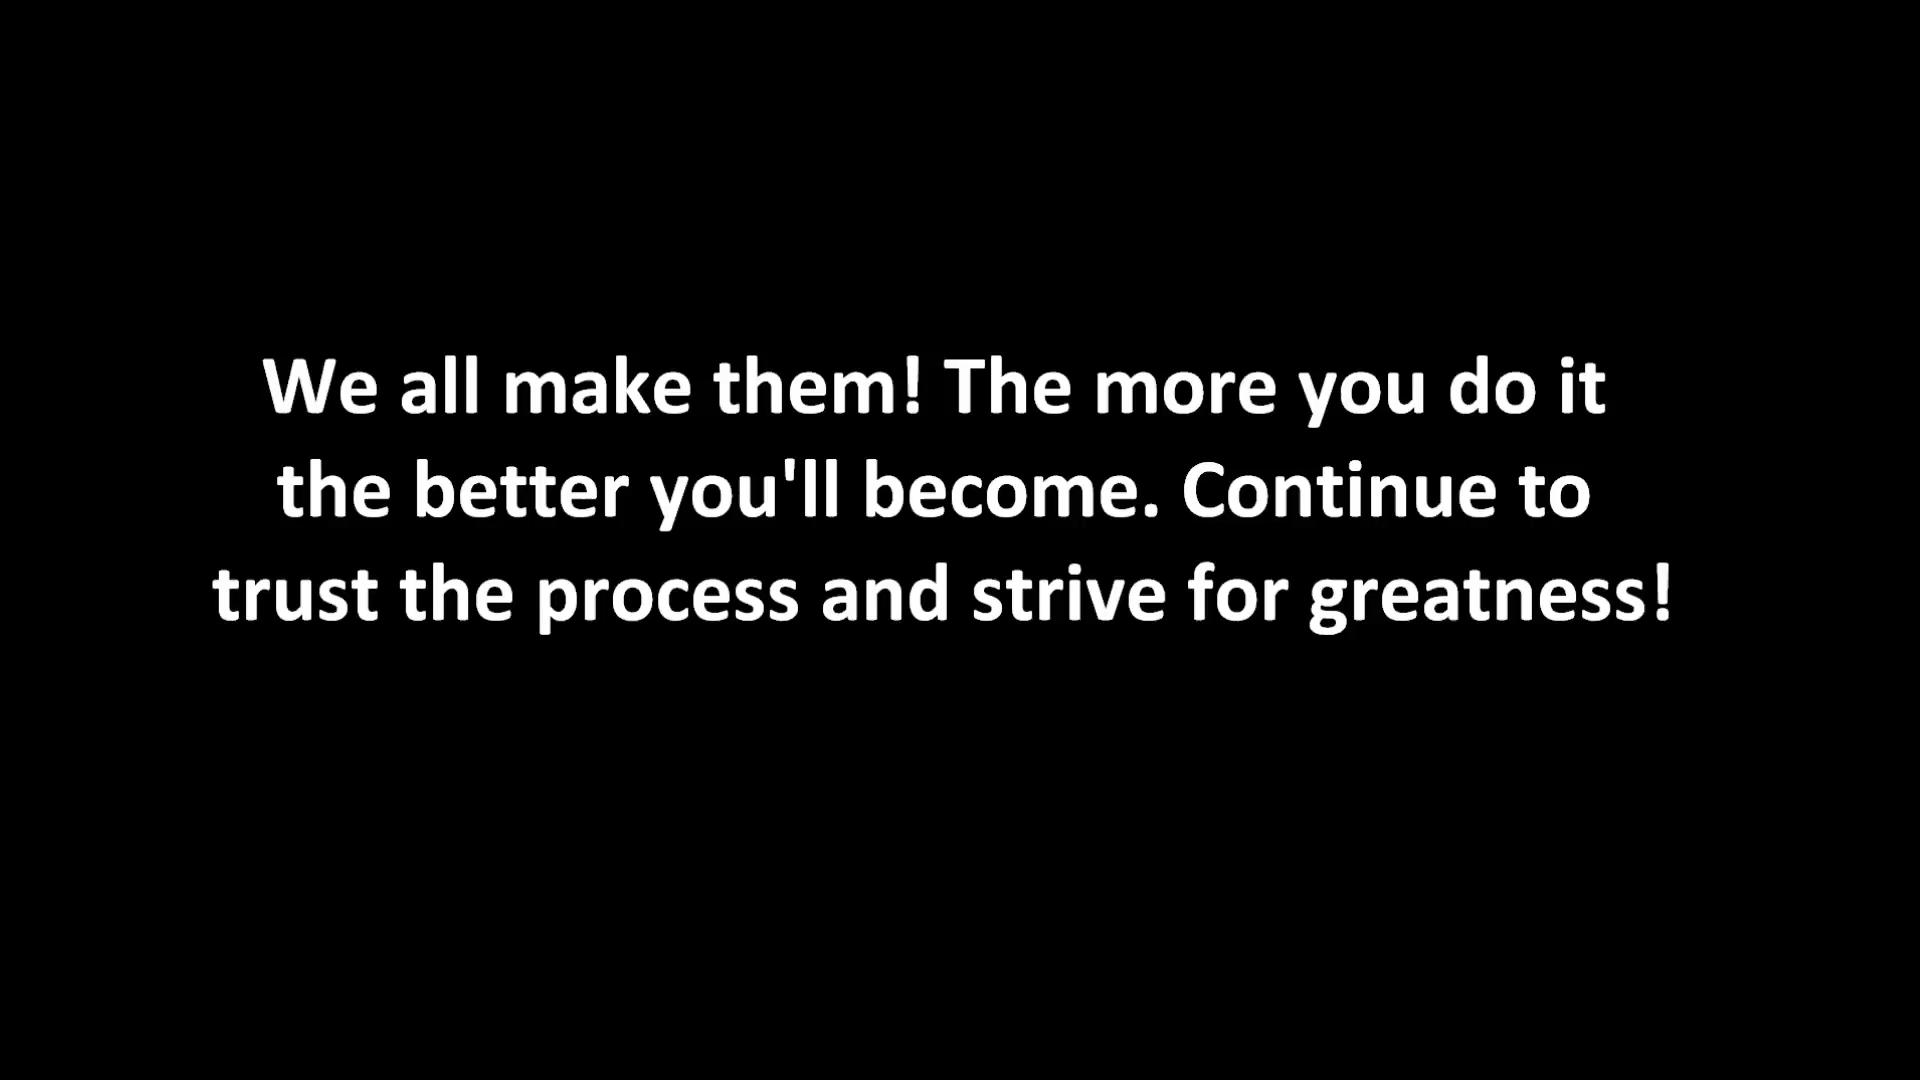 We all make them! The more you do it
the better you'll become. Continue to
trust the process and strive for greatness!